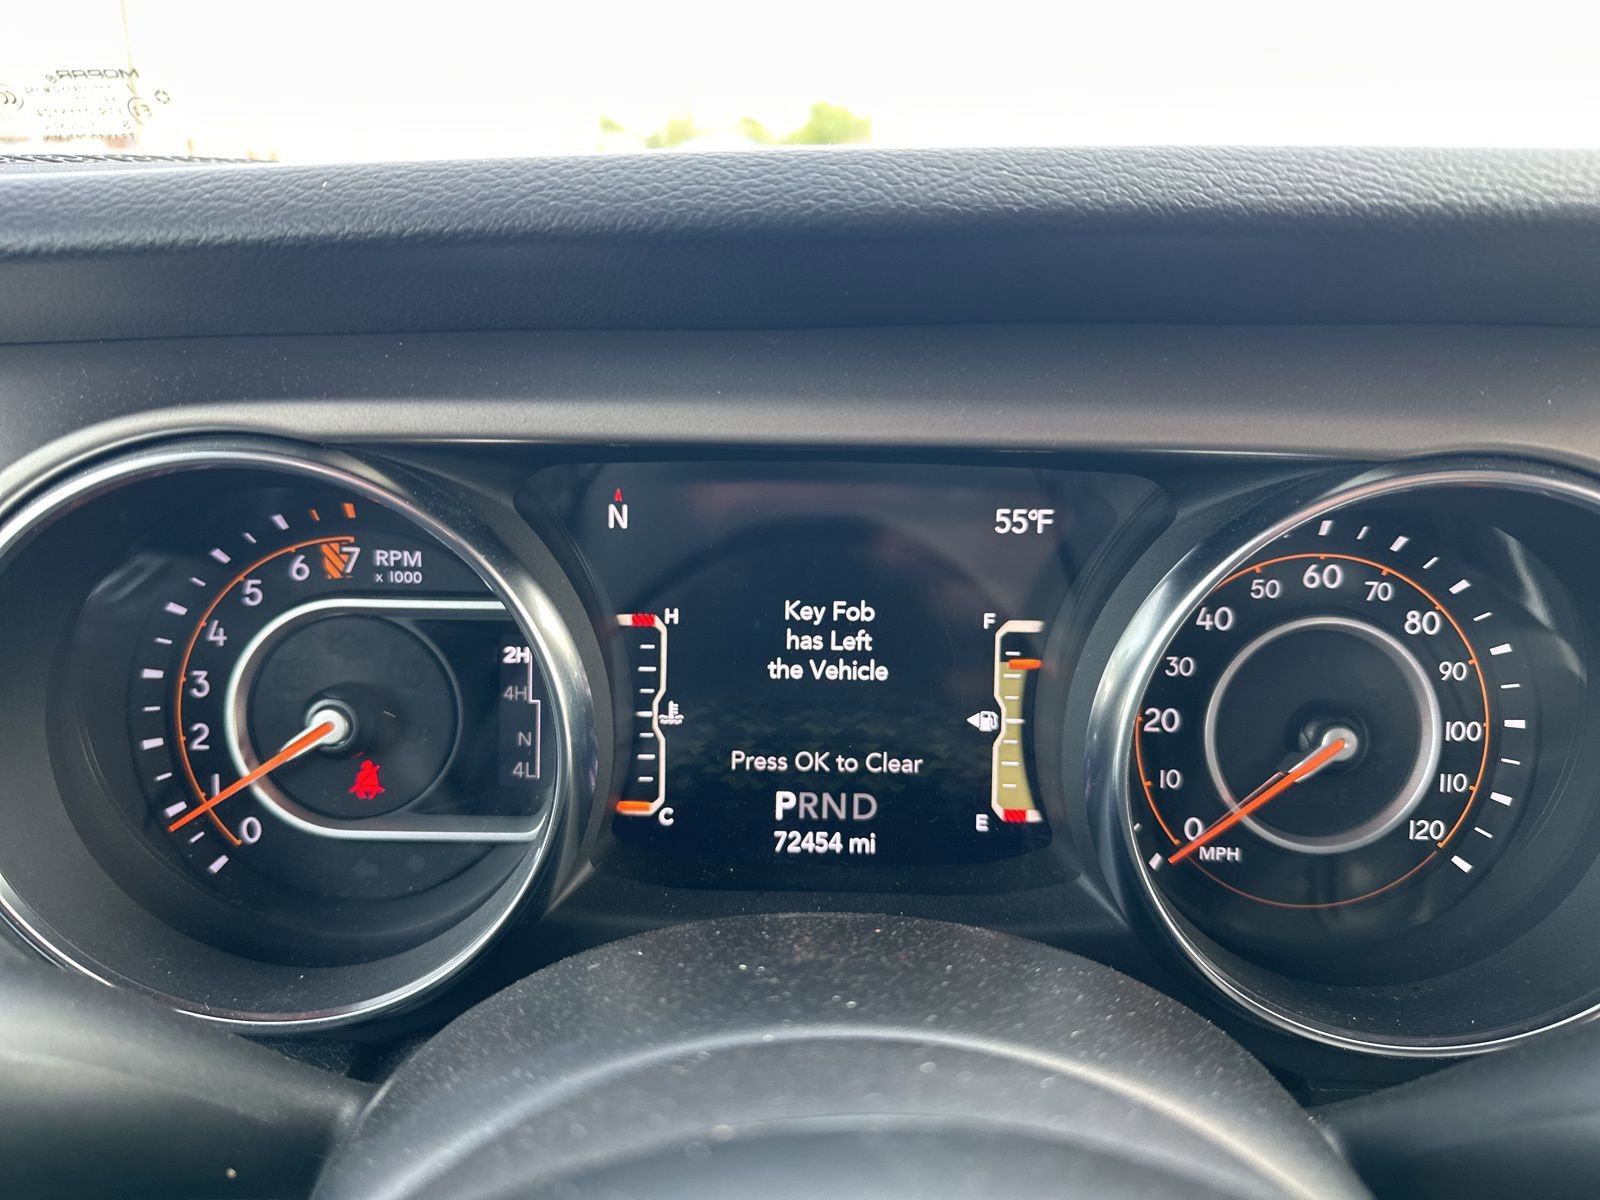 MOPAR®
N
55°F
7
RPM
x 1000
6
5
4
3
2
1
0
2H
4H
N
4L
H
C
Key Fob
has Left
the Vehicle
Press OK to Clear
PRND
72454 mi
F
E
0
10
20
30
40
50
60
70
80
90
100
110
120
MPH